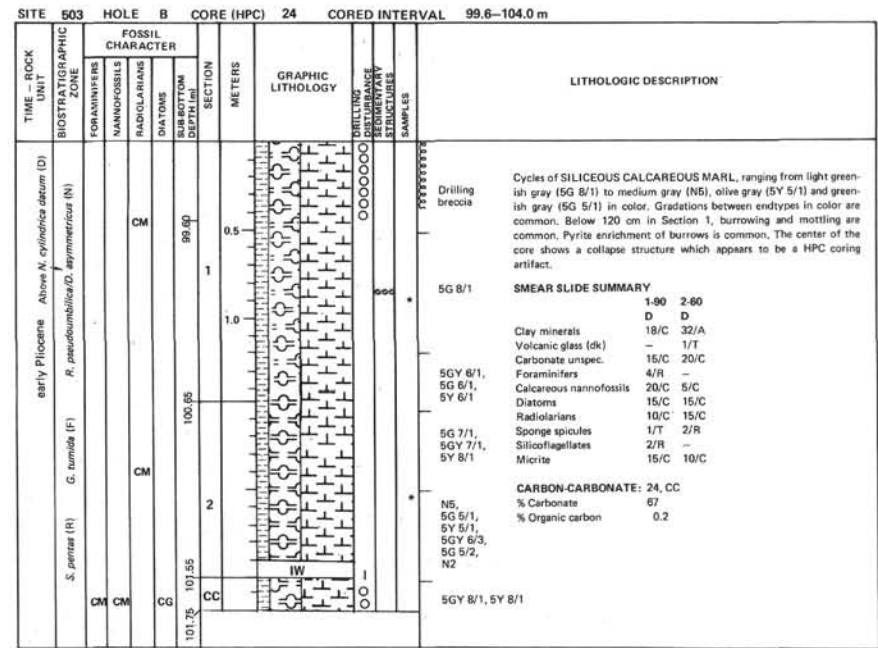 SITE 503 HOLE B CORE (HPC) 24 CORED INTERVAL 99.6–104.0 m
TIME – ROCK UNIT
BIOSTRATIGRAPHIC ZONE
FOSSIL CHARACTER
FORAMINIFERS
NANNOFOSSILS
RADIOLARIANS
DIATOMS
SUB-BOTTOM DEPTH (m)
SECTION
METERS
GRAPHIC LITHOLOGY
DRILLING DISTURBANCE
SEDIMENTARY STRUCTURES
SAMPLES
LITHOLOGIC DESCRIPTION
early Pliocene
Above N. cylindrica datum (D)
R. pseudoumbilica/D. asymmetricus (N)
G. tumida (F)
S. pentas (R)
CM
CM
CM
CM
CG
99.60
100.65
101.55
101.75
1
2
CC
0.5
1.0
IW
I
*
*
Drilling
breccia
5G 8/1
5GY 6/1,
5G 6/1,
5Y 6/1
5G 7/1,
5GY 7/1,
5Y 8/1
N5,
5G 5/1,
5Y 5/1,
5GY 6/3,
5G 5/2,
N2
5GY 8/1, 5Y 8/1
Cycles of SILICEOUS CALCAREOUS MARL, ranging from light green-
ish gray (5G 8/1) to medium gray (N5), olive gray (5Y 5/1) and green-
ish gray (5G 5/1) in color. Gradations between endtypes in color are
common. Below 120 cm in Section 1, burrowing and mottling are
common. Pyrite enrichment of burrows is common. The center of the
core shows a collapse structure which appears to be a HPC coring
artifact.
SMEAR SLIDE SUMMARY
1-90 2-60
D D
Clay minerals 18/C 32/A
Volcanic glass (dk) – 1/T
Carbonate unspec. 15/C 20/C
Foraminifers 4/R –
Calcareous nannofossils 20/C 5/C
Diatoms 15/C 15/C
Radiolarians 10/C 15/C
Sponge spicules 1/T 2/R
Silicoflagellates 2/R –
Micrite 15/C 10/C
CARBON-CARBONATE: 24, CC
% Carbonate 67
% Organic carbon 0.2